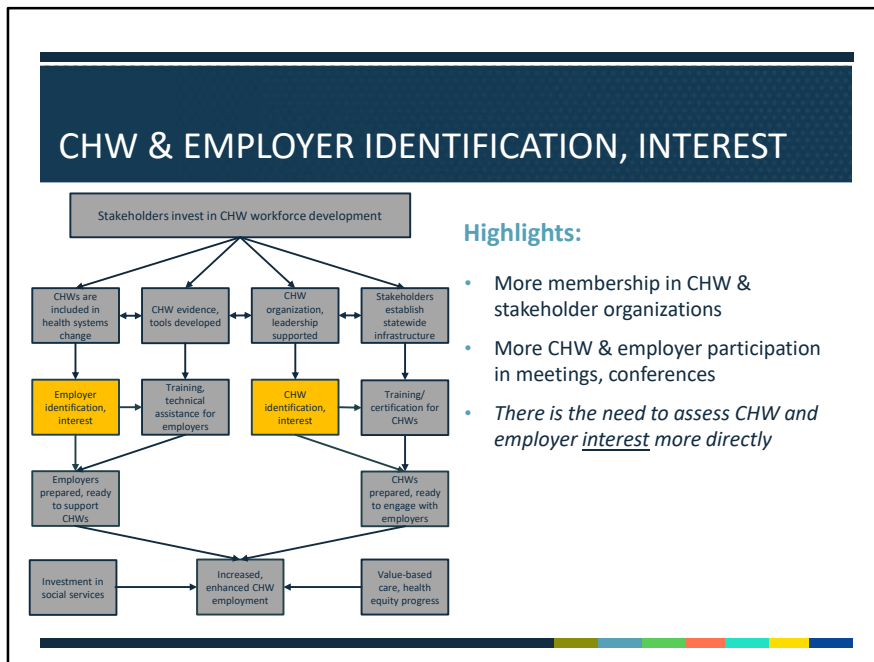 CHW & EMPLOYER IDENTIFICATION, INTEREST
Stakeholders invest in CHW workforce development
CHWs are
included in
health systems
change
CHW evidence,
tools developed
CHW
organization,
leadership
supported
Stakeholders
establish
statewide
infrastructure
Employer
identification,
interest
Training,
technical
assistance for
employers
CHW
identification,
interest
Training/
certification for
CHWs
Employers
prepared, ready
to support
CHWs
CHWs
prepared, ready
to engage with
employers
Investment in
social services
Increased,
enhanced CHW
employment
Value-based
care, health
equity progress
Highlights:
• More membership in CHW &
stakeholder organizations
• More CHW & employer participation
in meetings, conferences
• There is the need to assess CHW and
employer interest more directly